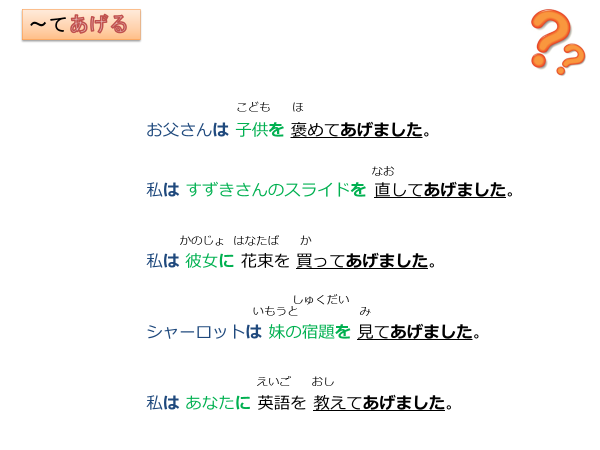 ～てあげる
こども ほ
お父さんは 子供を 褒めてあげました。
なお
私は すずきさんのスライドを 直してあげました。
かのじょ はなたば か
私は 彼女に 花束を 買ってあげました。
しゅくだい
いもうと み
シャーロットは 妹の宿題を 見てあげました。
えいご おし
私は あなたに 英語を 教えてあげました。